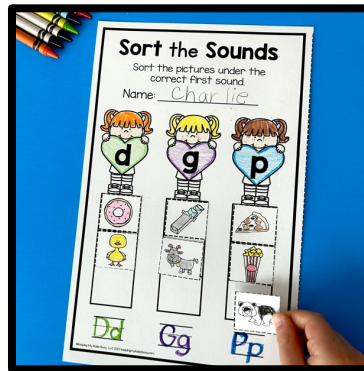 Sort the Sounds
Sort the pictures under the
correct first sound.
Name: Charlie
d g p
Dd Gg Pp